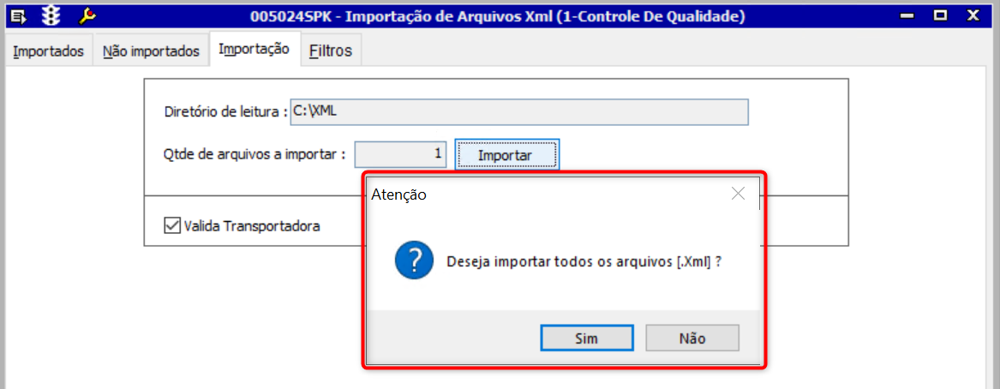 005024SPK - Importação de Arquivos Xml (1-Controle De Qualidade)
Importados Não importados Importação Filtros
Diretório de leitura : C:\XML
Qtde de arquivos a importar : 1 Importar
Atenção
Valida Transportadora
Deseja importar todos os arquivos [.Xml] ?
Sim Não